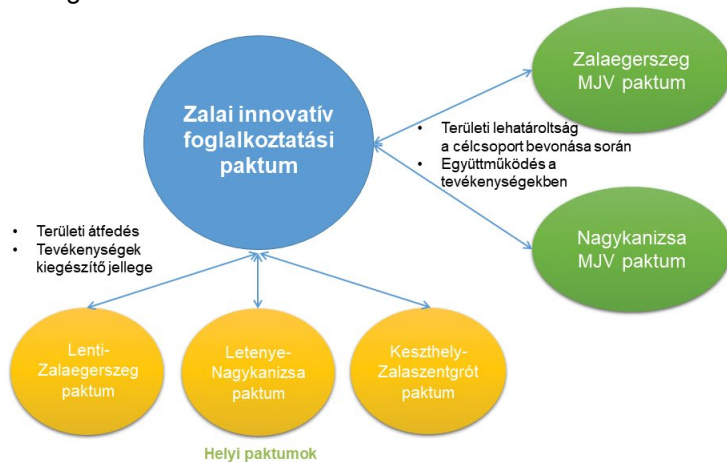 Zalai innovatív
foglalkoztatási
paktum
Zalaegerszeg
MJV paktum
• Területi lehatároltság
a célcsoport bevonása során
• Együttműködés a
tevékenységekben
Nagykanizsa
MJV paktum
• Területi átfedés
• Tevékenységek
kiegészítő jellege
Lenti-
Zalaegerszeg
paktum
Letenye-
Nagykanizsa
paktum
Keszthely-
Zalaszentgrót
paktum
Helyi paktumok